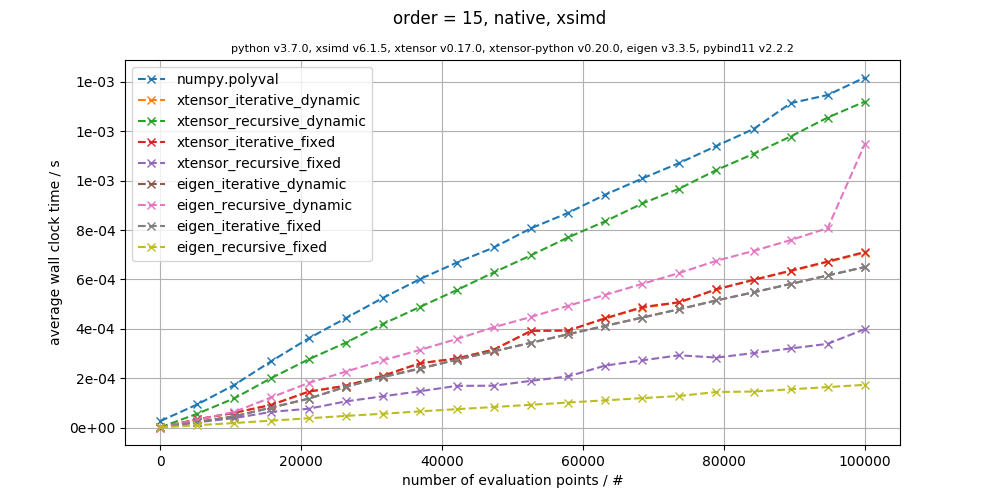 order = 15, native, xsimd
python v3.7.0, xsimd v6.1.5, xtensor v0.17.0, xtensor-python v0.20.0, eigen v3.3.5, pybind11 v2.2.2
1e-03
1e-03
1e-03
8e-04
6e-04
4e-04
2e-04
0e+00
average wall clock time / s
numpy.polyval
xtensor_iterative_dynamic
xtensor_recursive_dynamic
xtensor_iterative_fixed
xtensor_recursive_fixed
eigen_iterative_dynamic
eigen_recursive_dynamic
eigen_iterative_fixed
eigen_recursive_fixed
0 20000 40000 60000 80000 100000
number of evaluation points / #